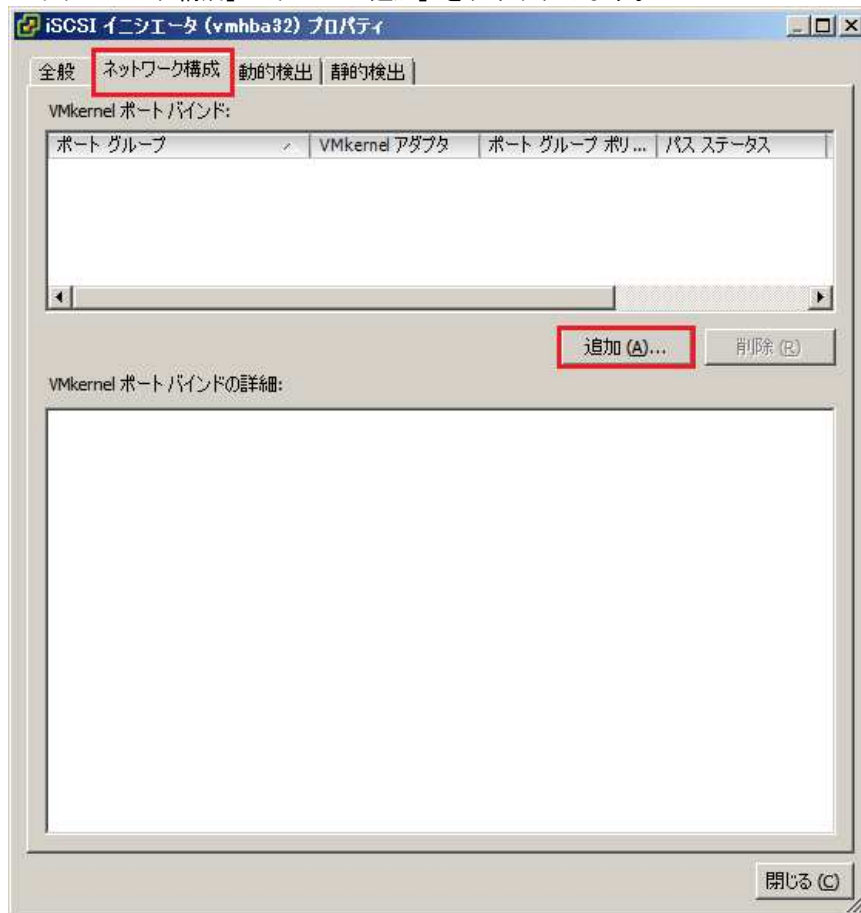 iSCSI イニシエータ (vmhba32) プロパティ
全般 ネットワーク構成 動的検出 静的検出
VMkernel ポート バインド:
ポート グループ VMkernel アダプタ ポート グループ ポリ... パス ステータス
追加 (A)... 削除 (R)
VMkernel ポート バインドの詳細:
閉じる (C)